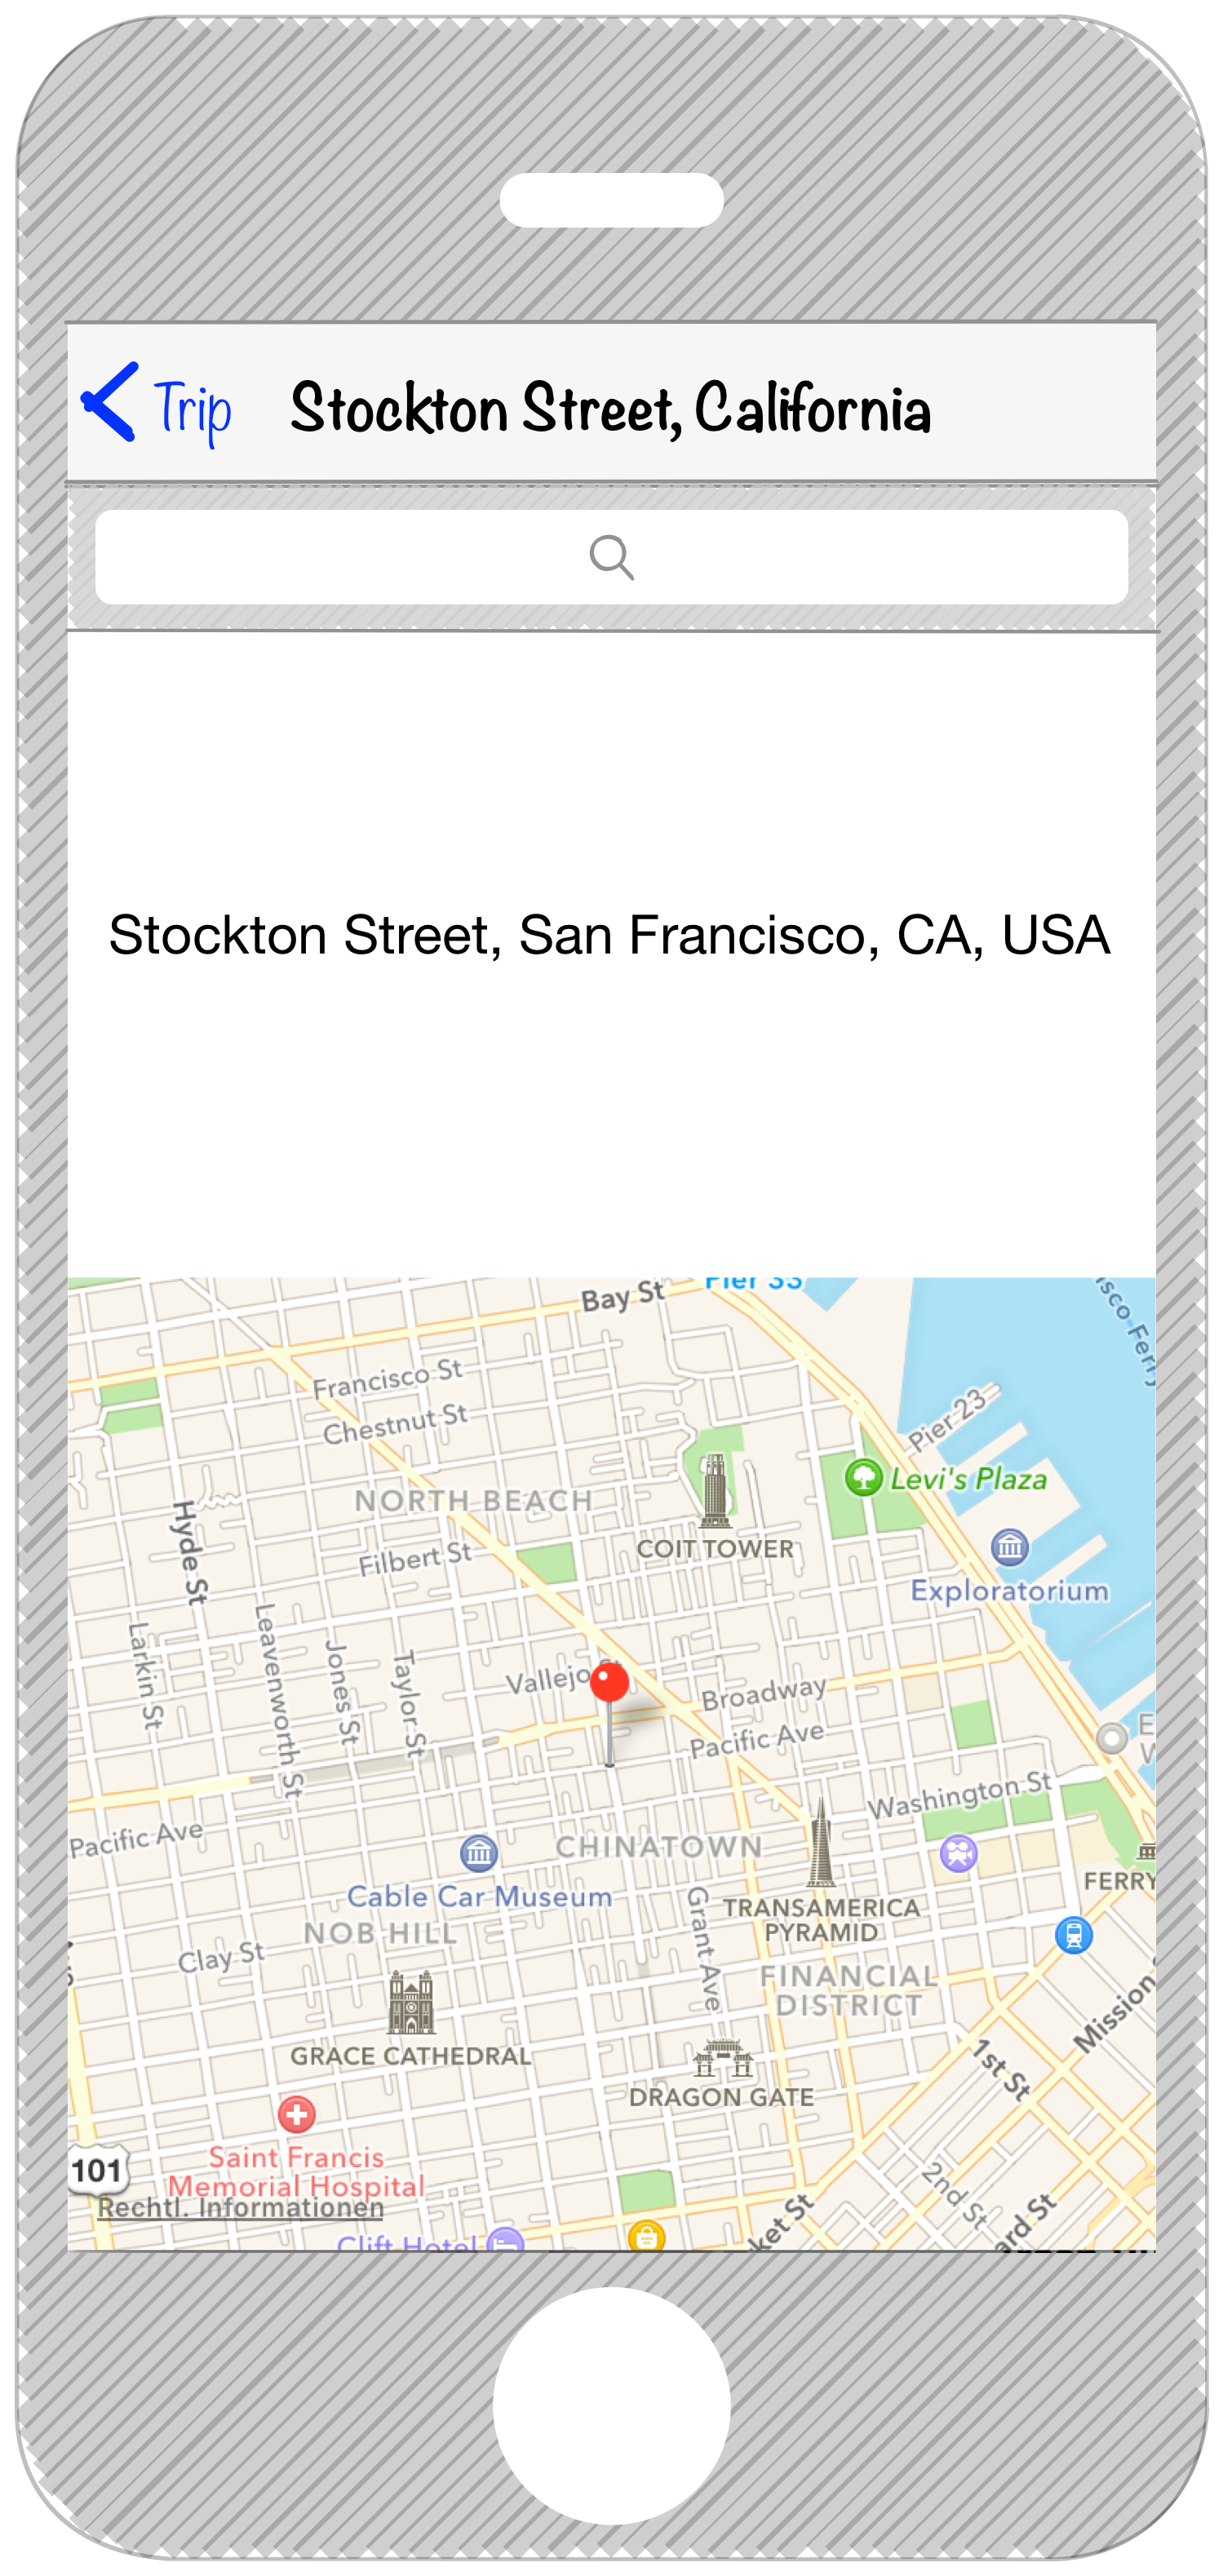 Trip
Stockton Street, California
Stockton Street, San Francisco, CA, USA
Pier 33
Bay St
Francisco St
Chestnut St
Pier 23
Levi's Plaza
NORTH BEACH
Hyde St
COIT TOWER
Filbert St
Exploratorium
Larkin St
Leavenworth St
Jones St
Taylor St
Vallejo St
Broadway
Pacific Ave
Washington St
Pacific Ave
CHINATOWN
Cable Car Museum
Grant Ave
TRANSAMERICA
PYRAMID
FERRY
NOB HILL
Clay St
FINANCIAL
DISTRICT
Mission
GRACE CATHEDRAL
1st St
DRAGON GATE
Saint Francis
Memorial Hospital
101
Rechtl. Informationen
2nd St
ket St
ard St
Clift Hotel